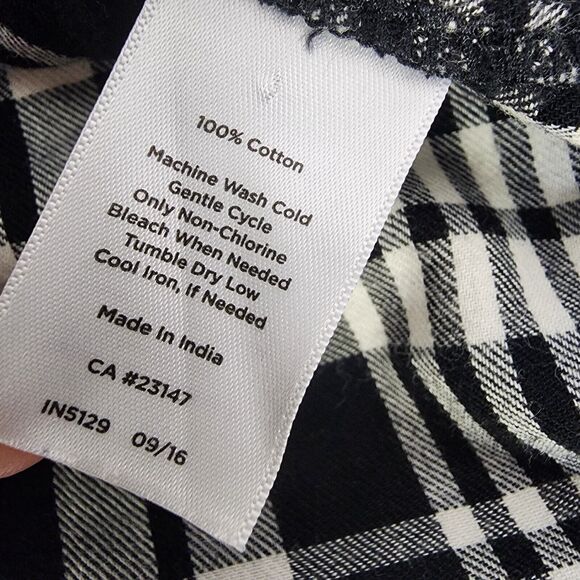 100% Cotton
Machine Wash Cold
Gentle Cycle
Only Non-Chlorine
Bleach When Needed
Tumble Dry Low
Cool Iron, If Needed
Made In India
CA #23147
IN5129 09/16